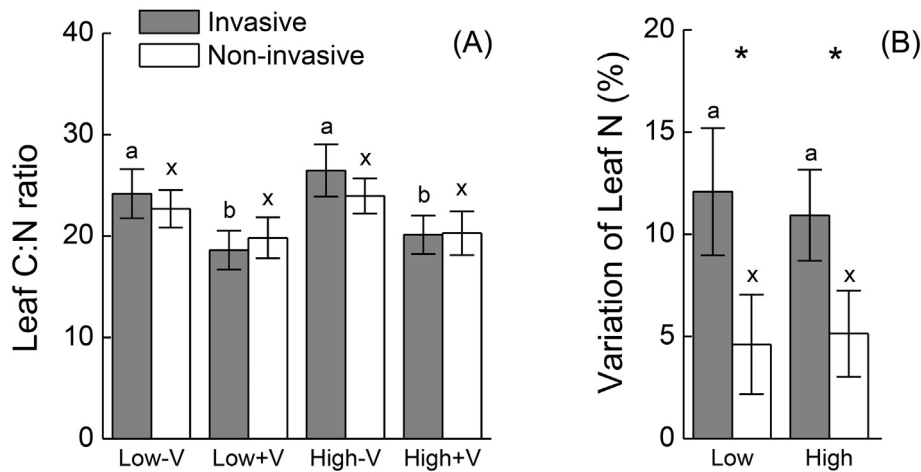 Invasive
Non-invasive
(A)
Leaf C:N ratio
40
30
20
10
0
a
x
b
x
a
x
b
x
Low-V
Low+V
High-V
High+V
(B)
Variation of Leaf N (%)
20
15
10
5
0
*
*
a
x
a
x
Low
High